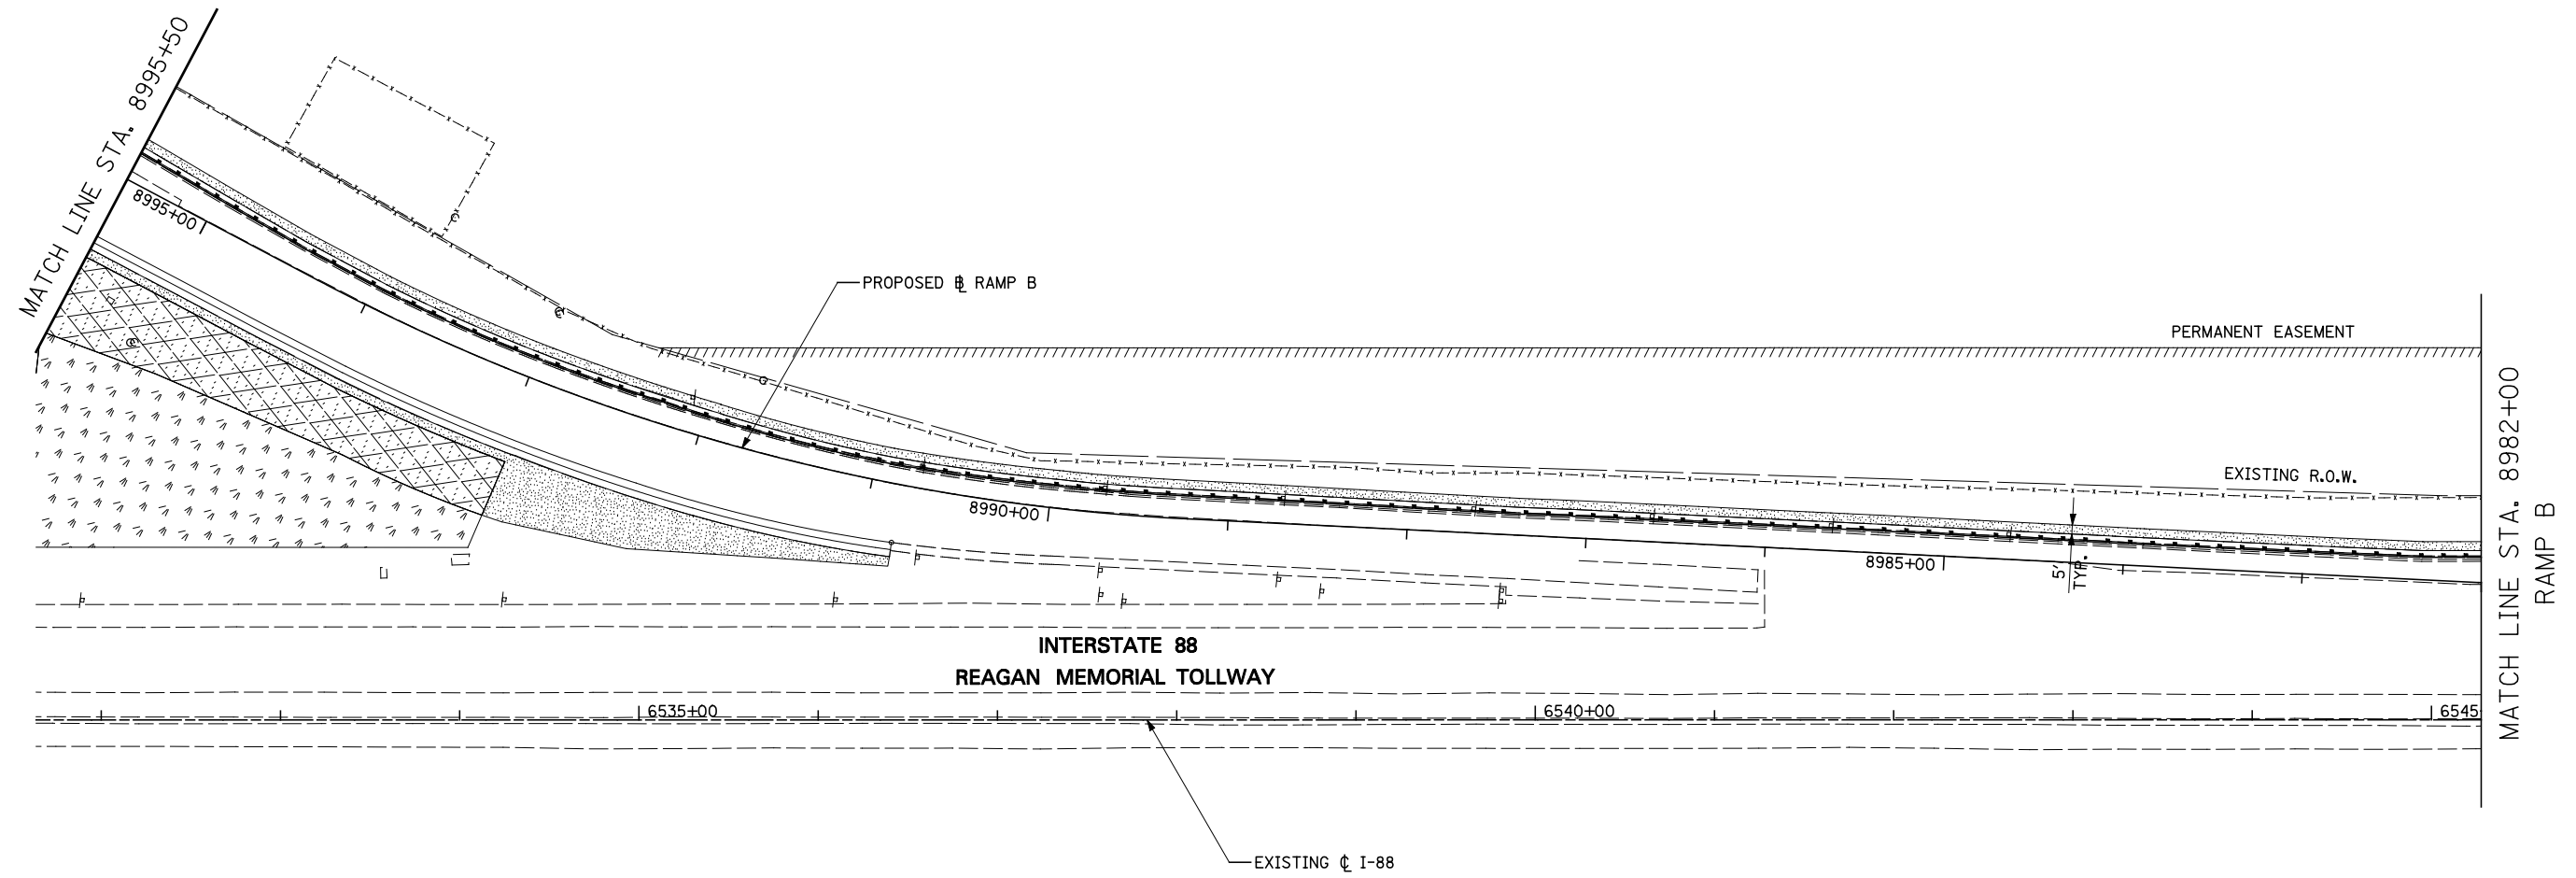 MATCH LINE STA. 8995+50
8995+00
PROPOSED ⅊ RAMP B
PERMANENT EASEMENT
EXISTING R.O.W.
8990+00
8985+00
5'
TYP.
MATCH LINE STA. 8982+00
RAMP B
INTERSTATE 88
REAGAN MEMORIAL TOLLWAY
6535+00
6540+00
6545
EXISTING ℄ I-88